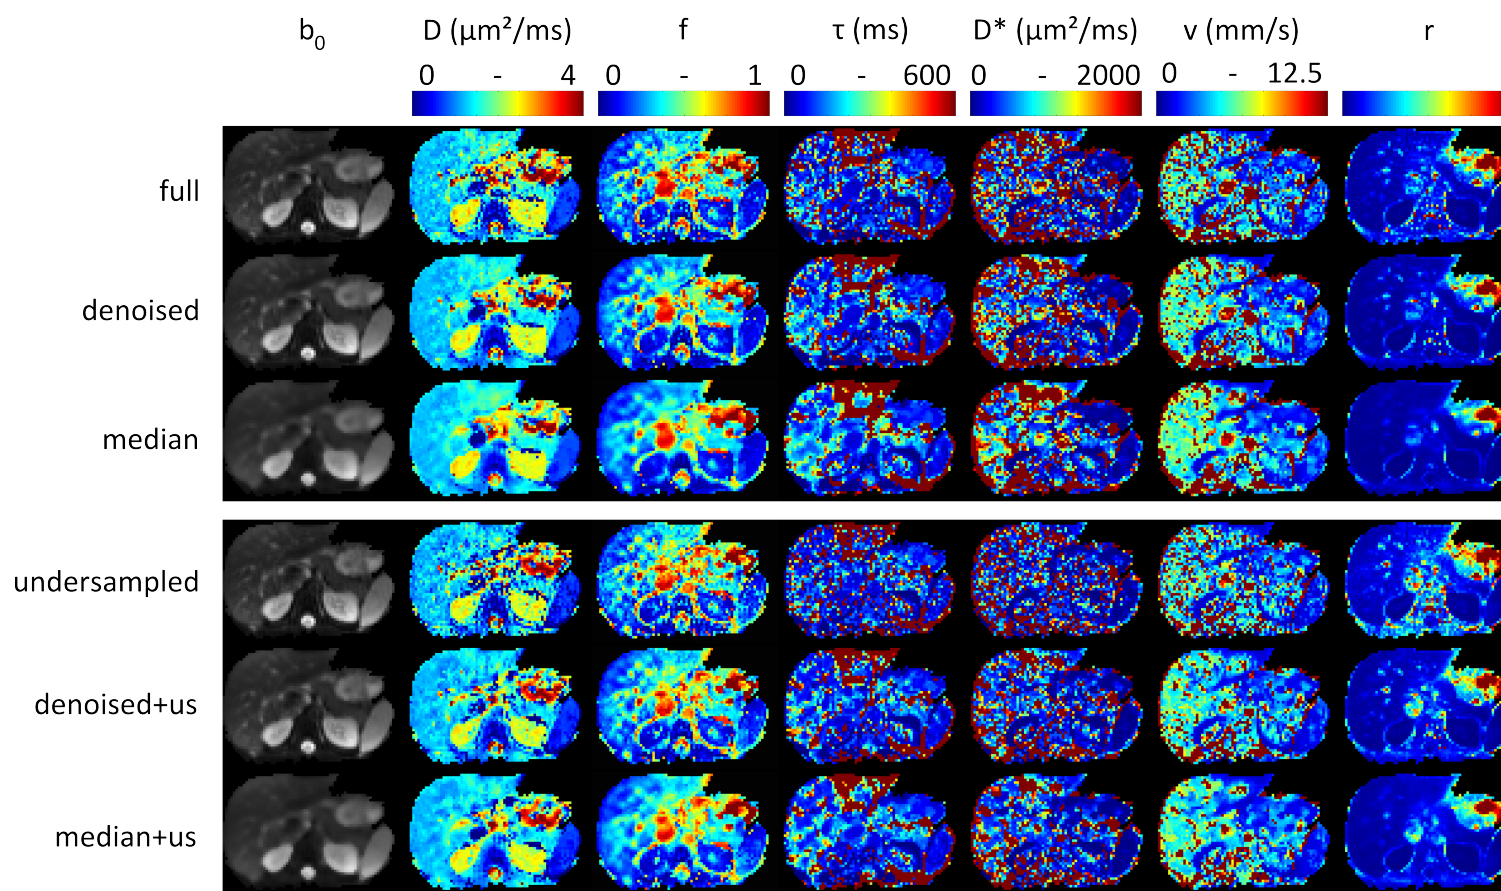 b₀ D (μm²/ms) f τ (ms) D* (μm²/ms) v (mm/s) r
0 - 4 0 - 1 0 - 600 0 - 2000 0 - 12.5
full
denoised
median
undersampled
denoised+us
median+us